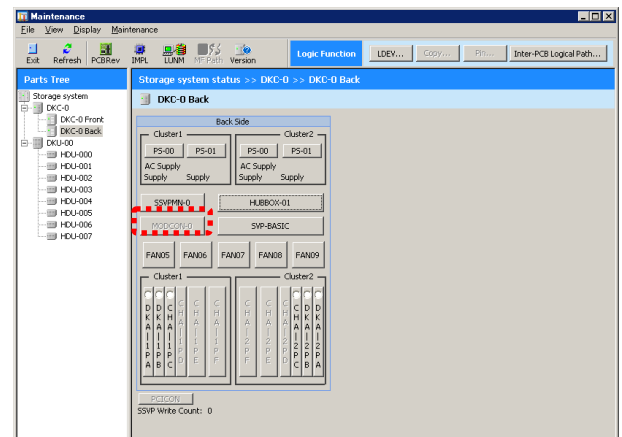 Maintenance
File View Display Maintenance
Exit Refresh PCBRev IMPL LUNM MF Path Version Logic Function LDEV... Copy... Pin... Inter-PCB Logical Path...
Parts Tree
Storage system status >> DKC-0 >> DKC-0 Back
Storage system
DKC-0
DKC-0 Front
DKC-0 Back
DKU-00
HDU-000
HDU-001
HDU-002
HDU-003
HDU-004
HDU-005
HDU-006
HDU-007
DKC-0 Back
Back Side
Cluster1 Cluster2
PS-00 PS-01 PS-00 PS-01
AC Supply AC Supply
Supply Supply Supply Supply
SSVPMN-0 HUBBOX-01
MODCON-0 SVP-BASIC
FAN05 FAN06 FAN07 FAN08 FAN09
Cluster1 Cluster2
DKA-1PA DKA-1PB CHA-1PC CHA-1PD CHA-1PE CHA-1PF CHA-2PF CHA-2PE CHA-2PD CHA-2PC DKA-2PB DKA-2PA
PCICON
SSVP Write Count: 0